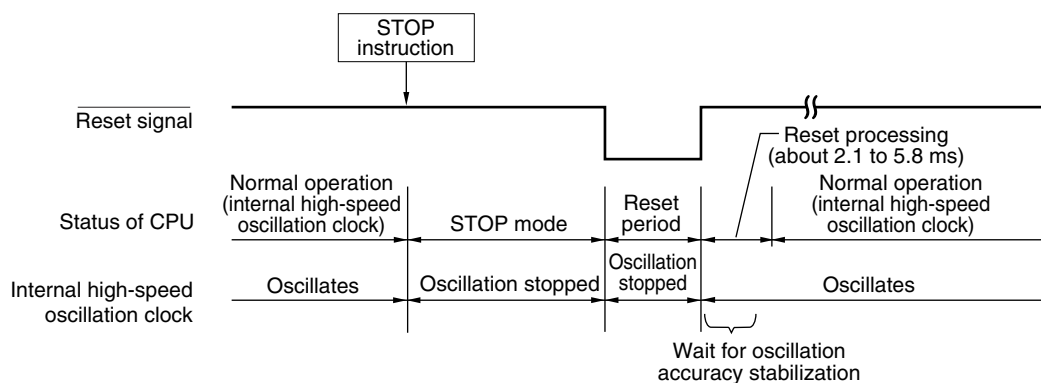 STOP
instruction
Reset signal
Reset processing
(about 2.1 to 5.8 ms)
Status of CPU
Normal operation
(internal high-speed
oscillation clock)
STOP mode
Reset
period
Normal operation
(internal high-speed
oscillation clock)
Internal high-speed
oscillation clock
Oscillates
Oscillation stopped
Oscillation
stopped
Oscillates
Wait for oscillation
accuracy stabilization